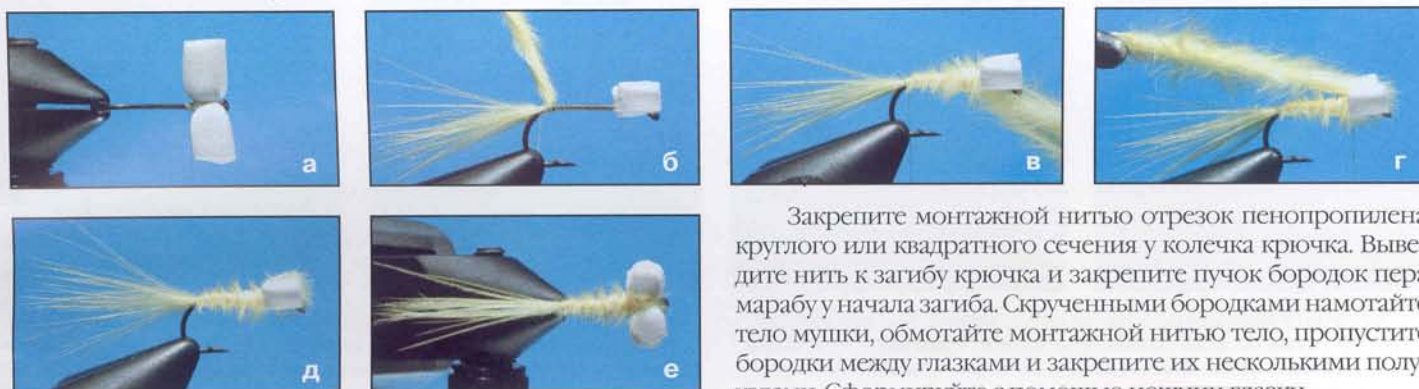 а
б
в
г
д
е
Закрепите монтажной нитью отрезок пенопропилена
круглого или квадратного сечения у колечка крючка. Выве-
дите нить к загибу крючка и закрепите пучок бородок пера
марабу у начала загиба. Скрученными бородками намотайте
тело мушки, обмотайте монтажной нитью тело, пропустите
бородки между глазками и закрепите их несколькими полу-